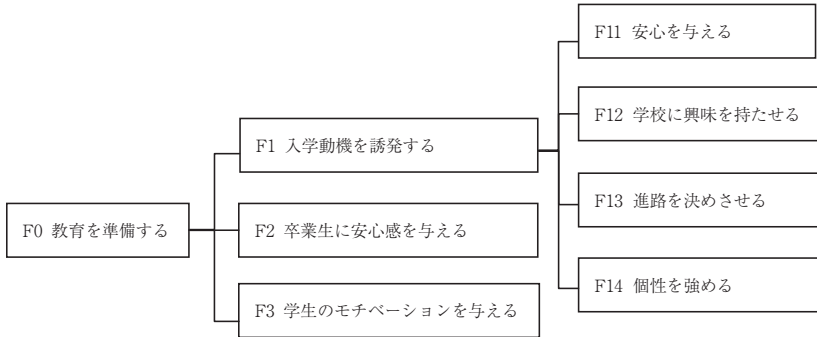 F0 教育を準備する
F1 入学動機を誘発する
F2 卒業生に安心感を与える
F3 学生のモチベーションを与える
F11 安心を与える
F12 学校に興味を持たせる
F13 進路を決めさせる
F14 個性を強める